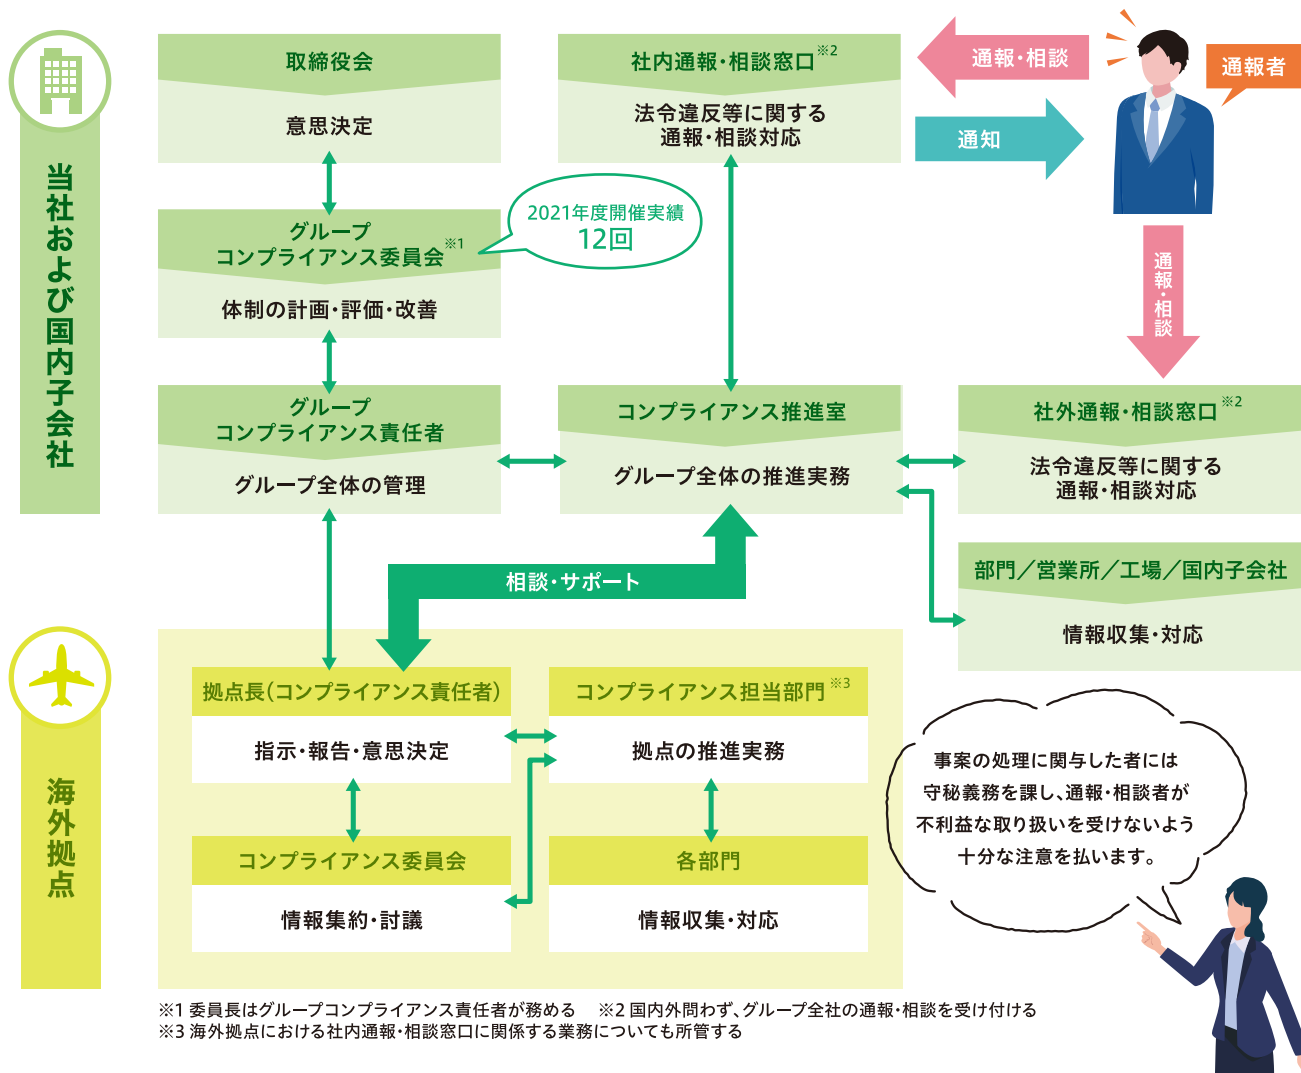 当社および国内子会社
取締役会
意思決定
グループ
コンプライアンス委員会※1
体制の計画・評価・改善
2021年度開催実績
12回
グループ
コンプライアンス責任者
グループ全体の管理
社内通報・相談窓口※2
法令違反等に関する
通報・相談対応
通報・相談
通知
通報者
通報・相談
コンプライアンス推進室
グループ全体の推進実務
社外通報・相談窓口※2
法令違反等に関する
通報・相談対応
部門／営業所／工場／国内子会社
情報収集・対応
相談・サポート
海外拠点
拠点長(コンプライアンス責任者)
指示・報告・意思決定
コンプライアンス担当部門※3
拠点の推進実務
コンプライアンス委員会
情報集約・討議
各部門
情報収集・対応
事案の処理に関与した者には
守秘義務を課し、通報・相談者が
不利益な取り扱いを受けないよう
十分な注意を払います。
※1 委員長はグループコンプライアンス責任者が務める ※2 国内外問わず、グループ全社の通報・相談を受け付ける
※3 海外拠点における社内通報・相談窓口に関係する業務についても所管する